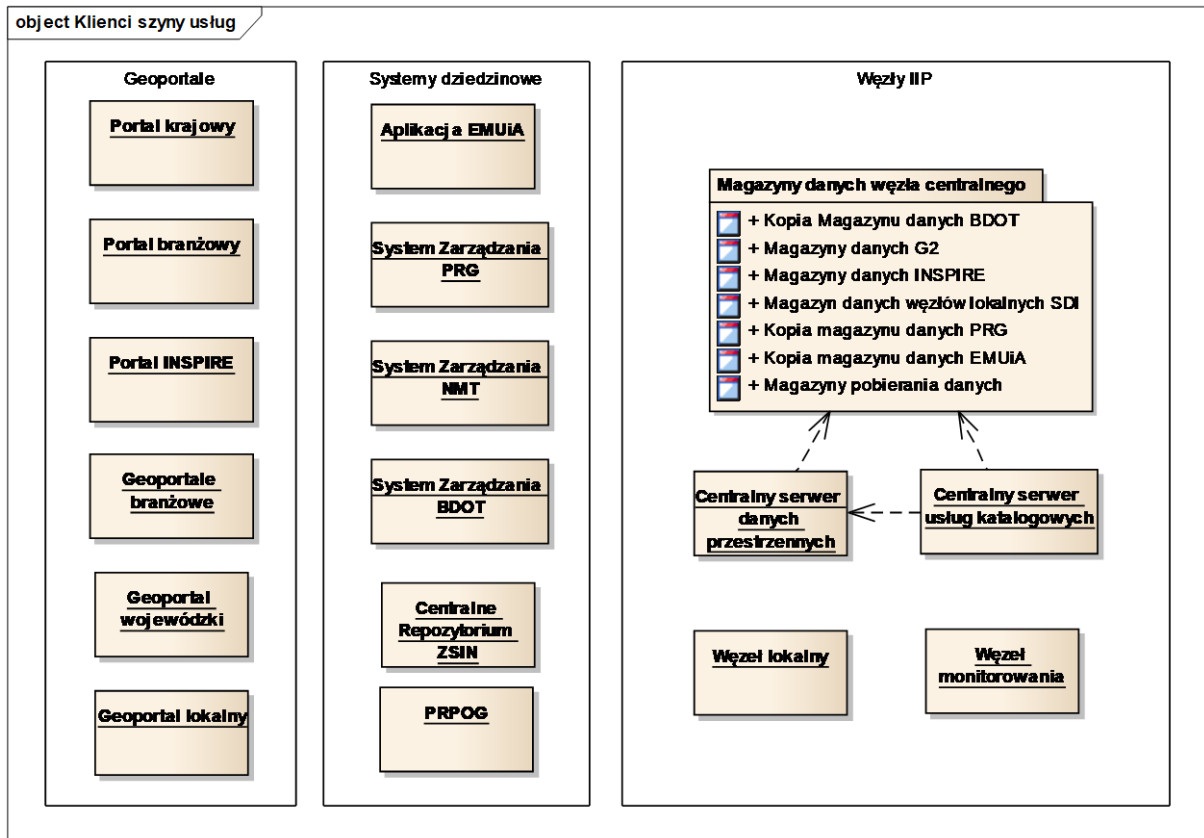 object Klienci szyny usług
Geoportale
Portal krajowy
Portal branżowy
Portal INSPIRE
Geoportale
branżowe
Geoportal
wojewódzki
Geoportal lokalny
Systemy dziedzinowe
Aplikacja EMUiA
System Zarządzania
PRG
System Zarządzania
NMT
System Zarządzania
BDOT
Centralne
Repozytorium
ZSIN
PRPOG
Węzły IIP
Magazyny danych węzła centralnego
+ Kopia Magazynu danych BDOT
+ Magazyny danych G2
+ Magazyny danych INSPIRE
+ Magazyn danych węzłów lokalnych SDI
+ Kopia magazynu danych PRG
+ Kopia magazynu danych EMUiA
+ Magazyny pobierania danych
Centralny serwer
danych
przestrzennych
Centralny serwer
usług katalogowych
Węzeł lokalny
Węzeł
monitorowania